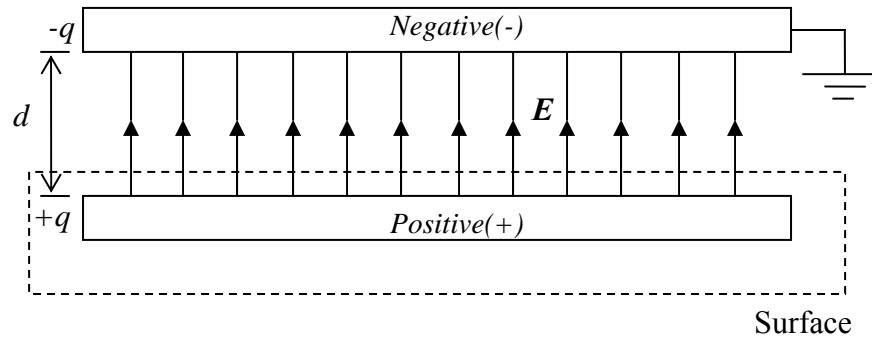 -q
Negative(-)
d
E
+q
Positive(+)
Surface